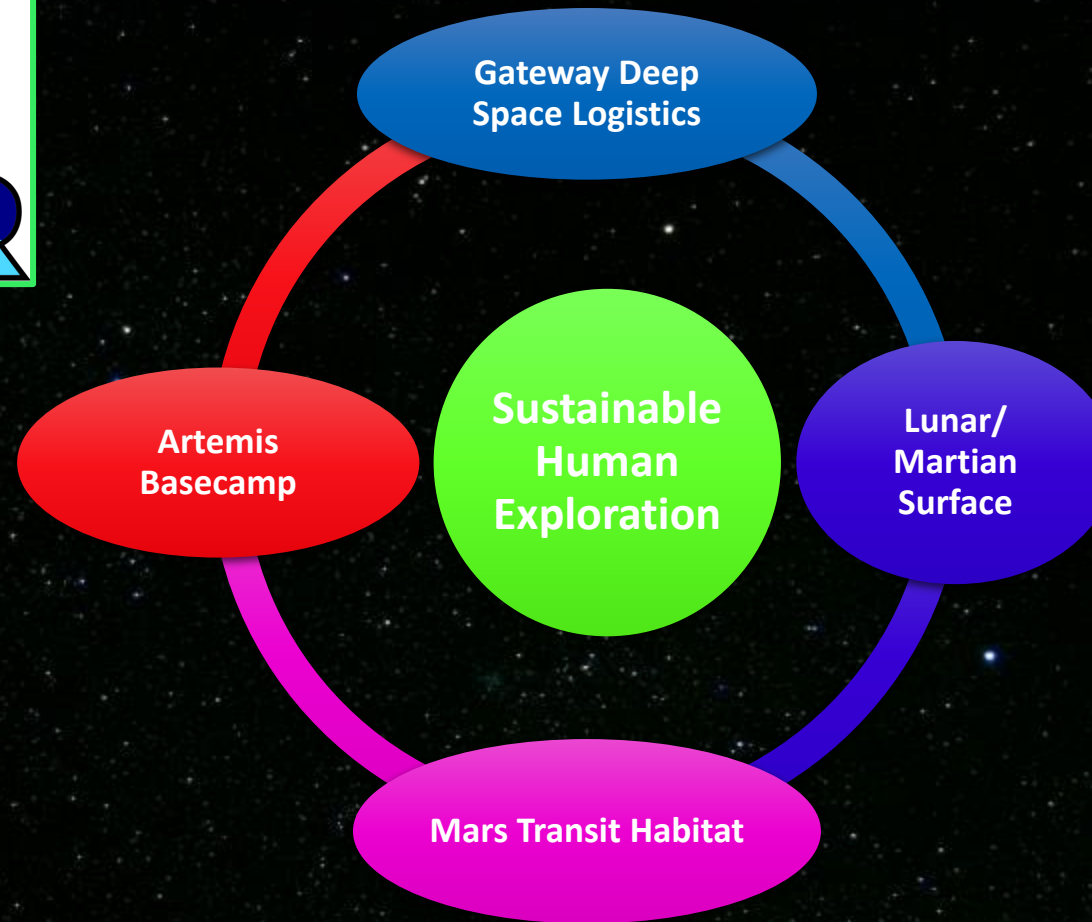 Gateway Deep
Space Logistics
Artemis
Basecamp
Sustainable
Human
Exploration
Lunar/
Martian
Surface
Mars Transit Habitat